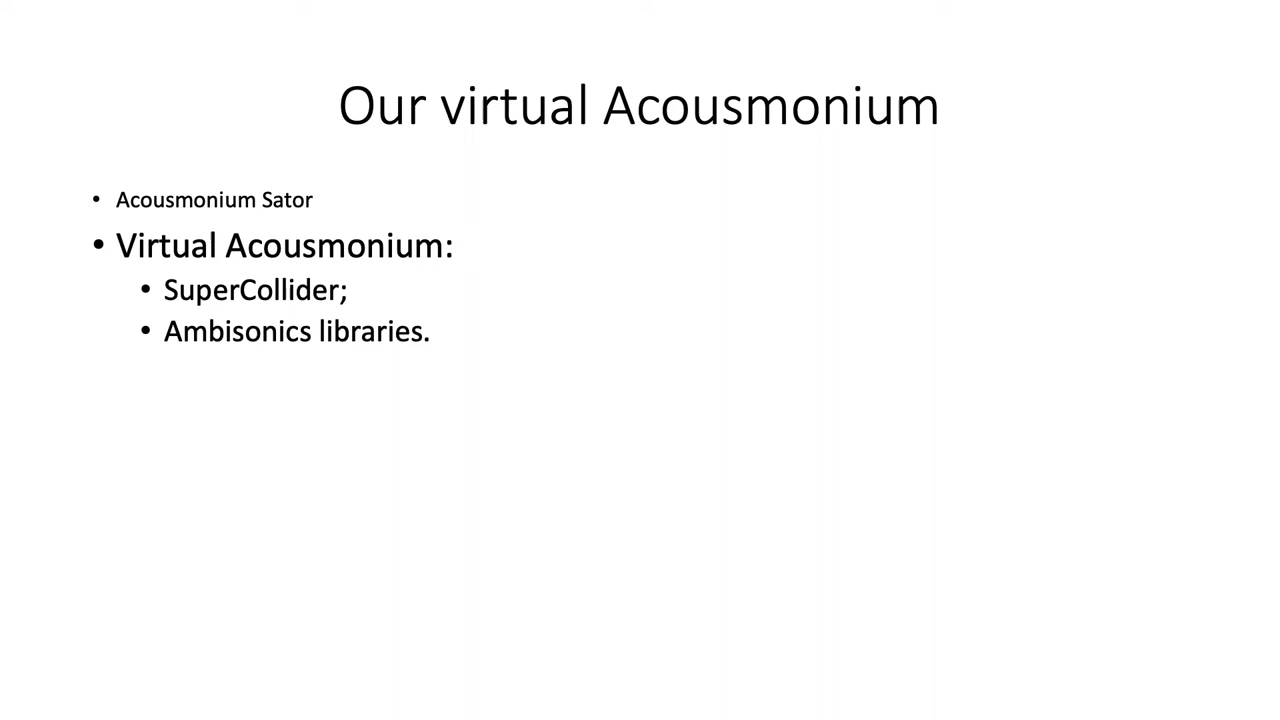 Our virtual Acousmonium
• Acousmonium Sator
• Virtual Acousmonium:
• SuperCollider;
• Ambisonics libraries.